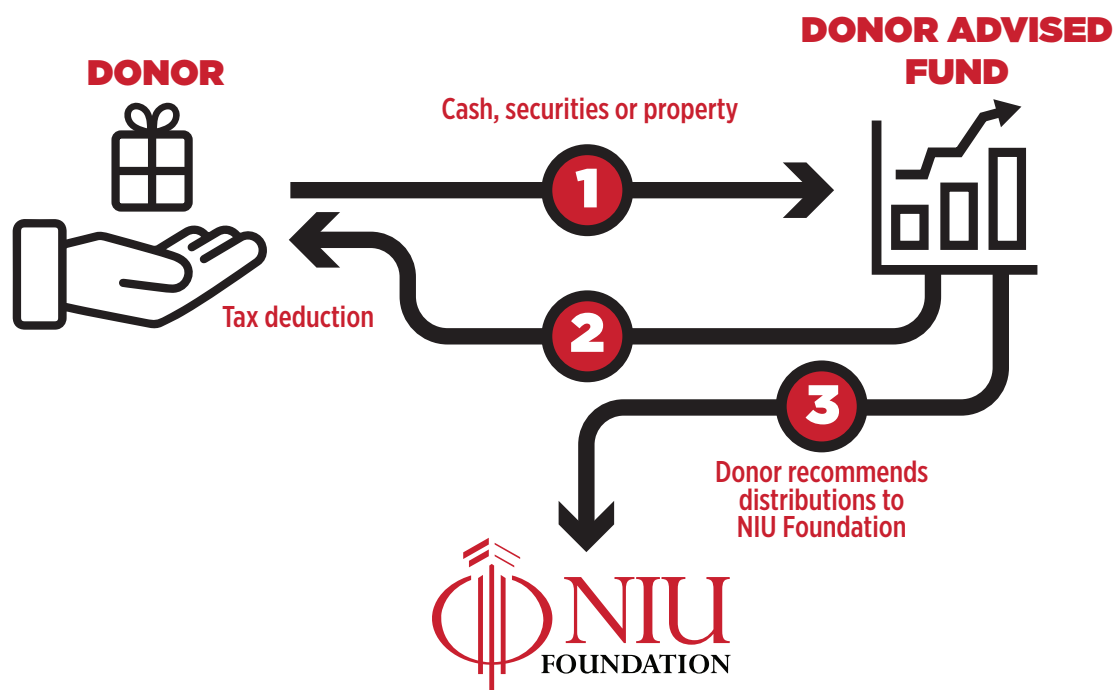 DONOR
DONOR ADVISED
FUND
Cash, securities or property
1
Tax deduction
2
3
Donor recommends
distributions to
NIU Foundation
NIU
FOUNDATION